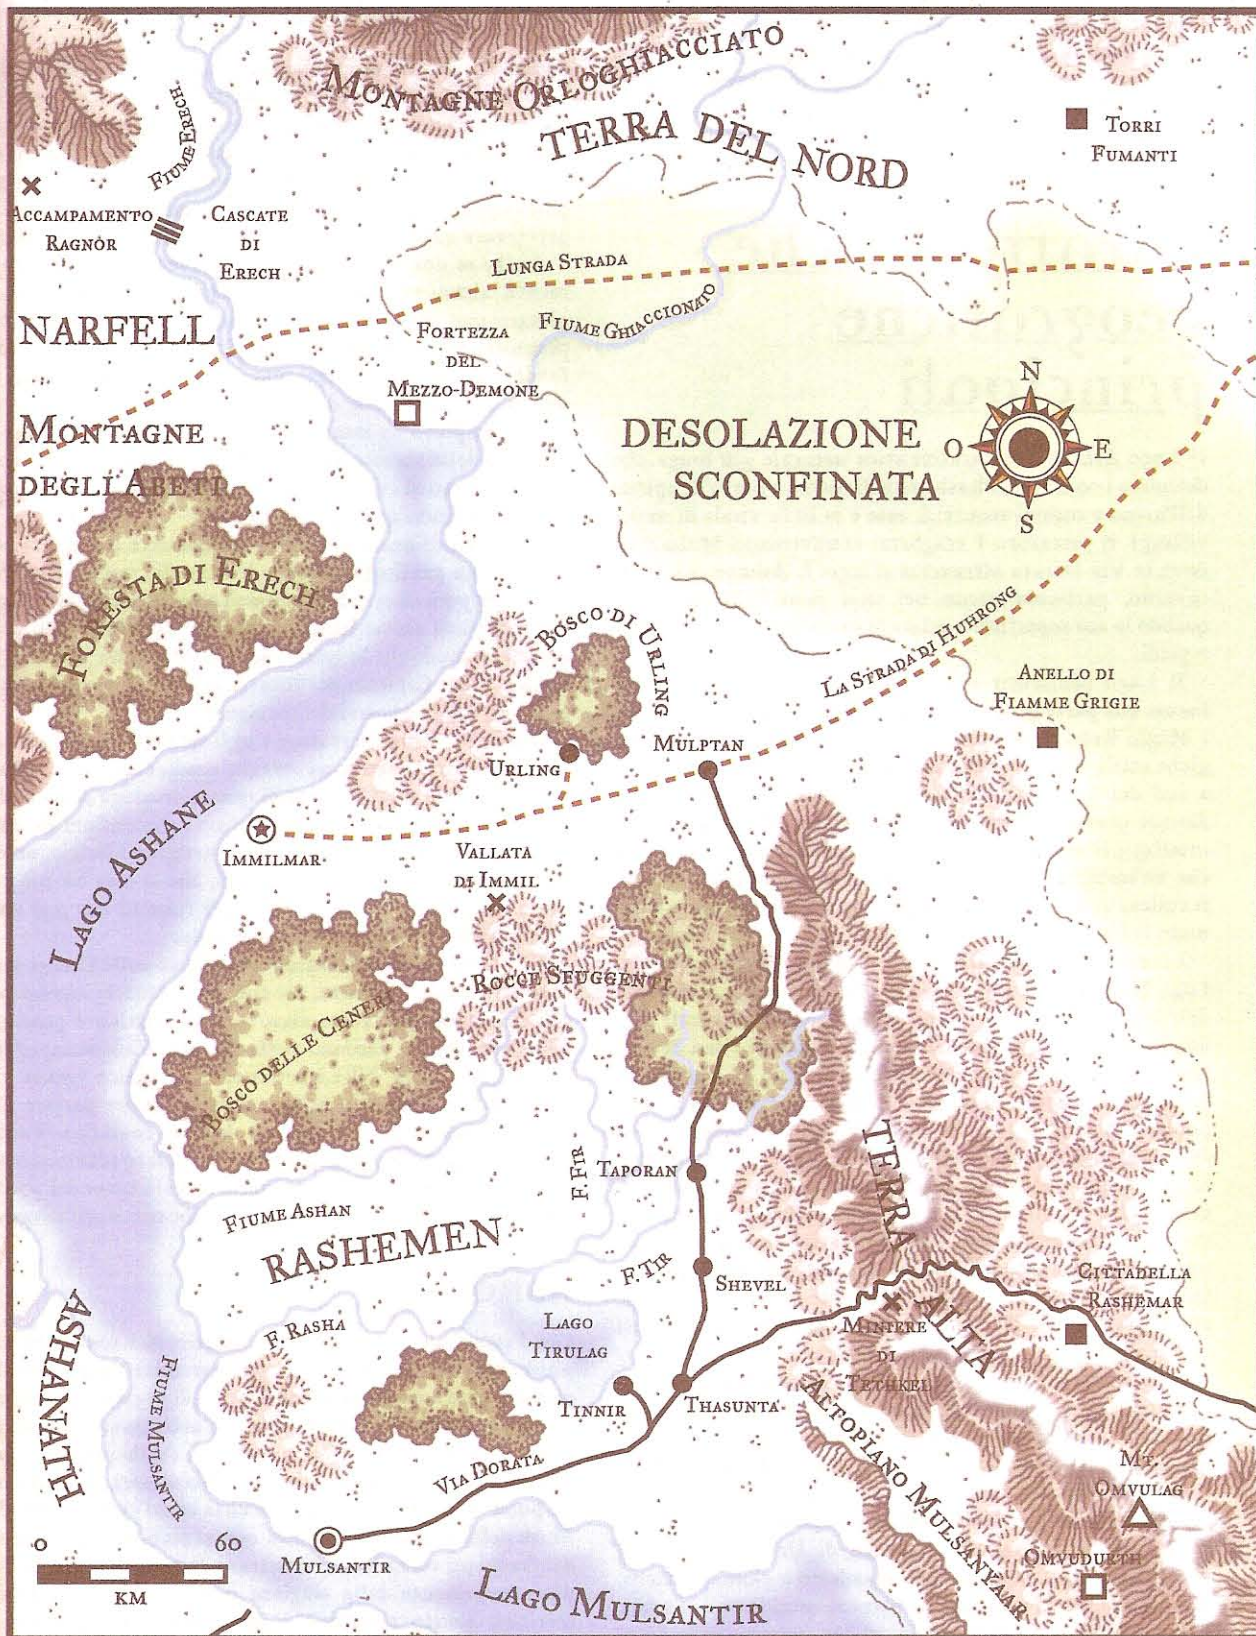 Montagne Orloghiacciato
TERRA DEL NORD
Fiume Erech
Torri
Fumanti
Accampamento
Ragnòr
Cascate
di
Erech
Lunga Strada
NARFELL
Fortezza
del
Mezzo-Demone
Fiume Ghiaccionato
N
O
E
S
Montagne
degli Abeti
DESOLAZIONE
SCONFINATA
Foresta di Erech
Bosco di Urling
La Strada di Huhrong
Anello di
Fiamme Grigie
Urling
Mulptan
Lago Ashane
Immilmar
Vallata
di Immil
Rocce Sfuggenti
Bosco delle Ceneri
TERRA ALTA
F. Fir
Taporan
Fiume Ashan
RASHEMEN
F. Tir
Shevel
Cittadella
Rashemar
ASHANATH
F. Rasha
Lago
Tirulag
Miniere
di
Tethkel
Fiume Mulsantir
Tinnir
Thasunta
Altopiano Mulsanyaar
Via Dorata
Mt.
Omvulag
0
60
KM
Mulsantir
Omvudurth
Lago Mulsantir